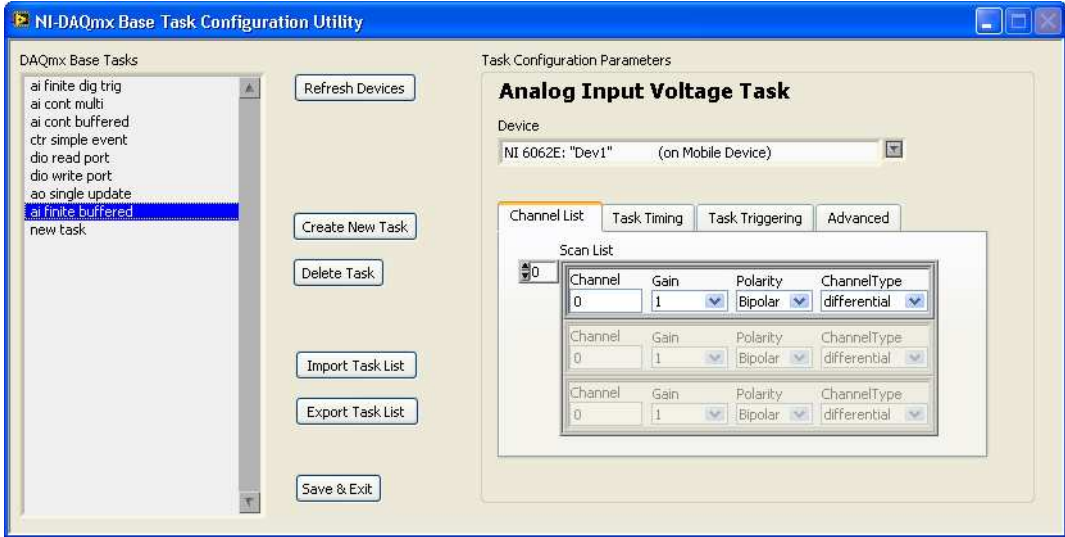 NI-DAQmx Base Task Configuration Utility
DAQmx Base Tasks
ai finite dig trig
ai cont multi
ai cont buffered
ctr simple event
dio read port
dio write port
ao single update
ai finite buffered
new task
Refresh Devices
Create New Task
Delete Task
Import Task List
Export Task List
Save & Exit
Task Configuration Parameters
Analog Input Voltage Task
Device
NI 6062E: "Dev1" (on Mobile Device)
Channel List Task Timing Task Triggering Advanced
Scan List
0
Channel Gain Polarity ChannelType
0 1 Bipolar differential
Channel Gain Polarity ChannelType
0 1 Bipolar differential
Channel Gain Polarity ChannelType
0 1 Bipolar differential